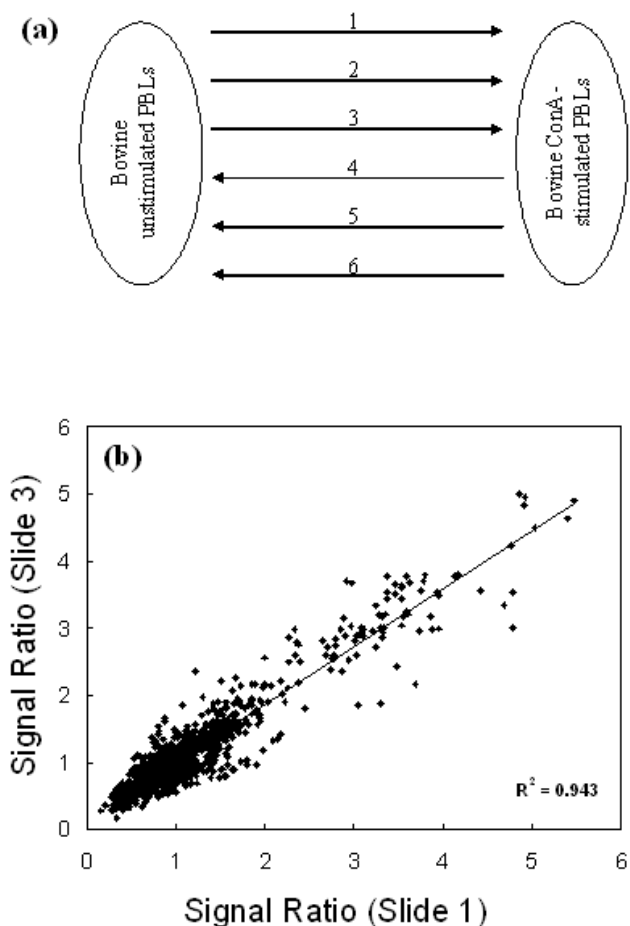 (a)
1
2
3
4
5
6
Bovine
unstimulated PBLs
Bovine ConA -
stimulated PBLs
(b)
6
5
4
3
2
1
0
Signal Ratio (Slide 3)
R² = 0.943
0 1 2 3 4 5 6
Signal Ratio (Slide 1)